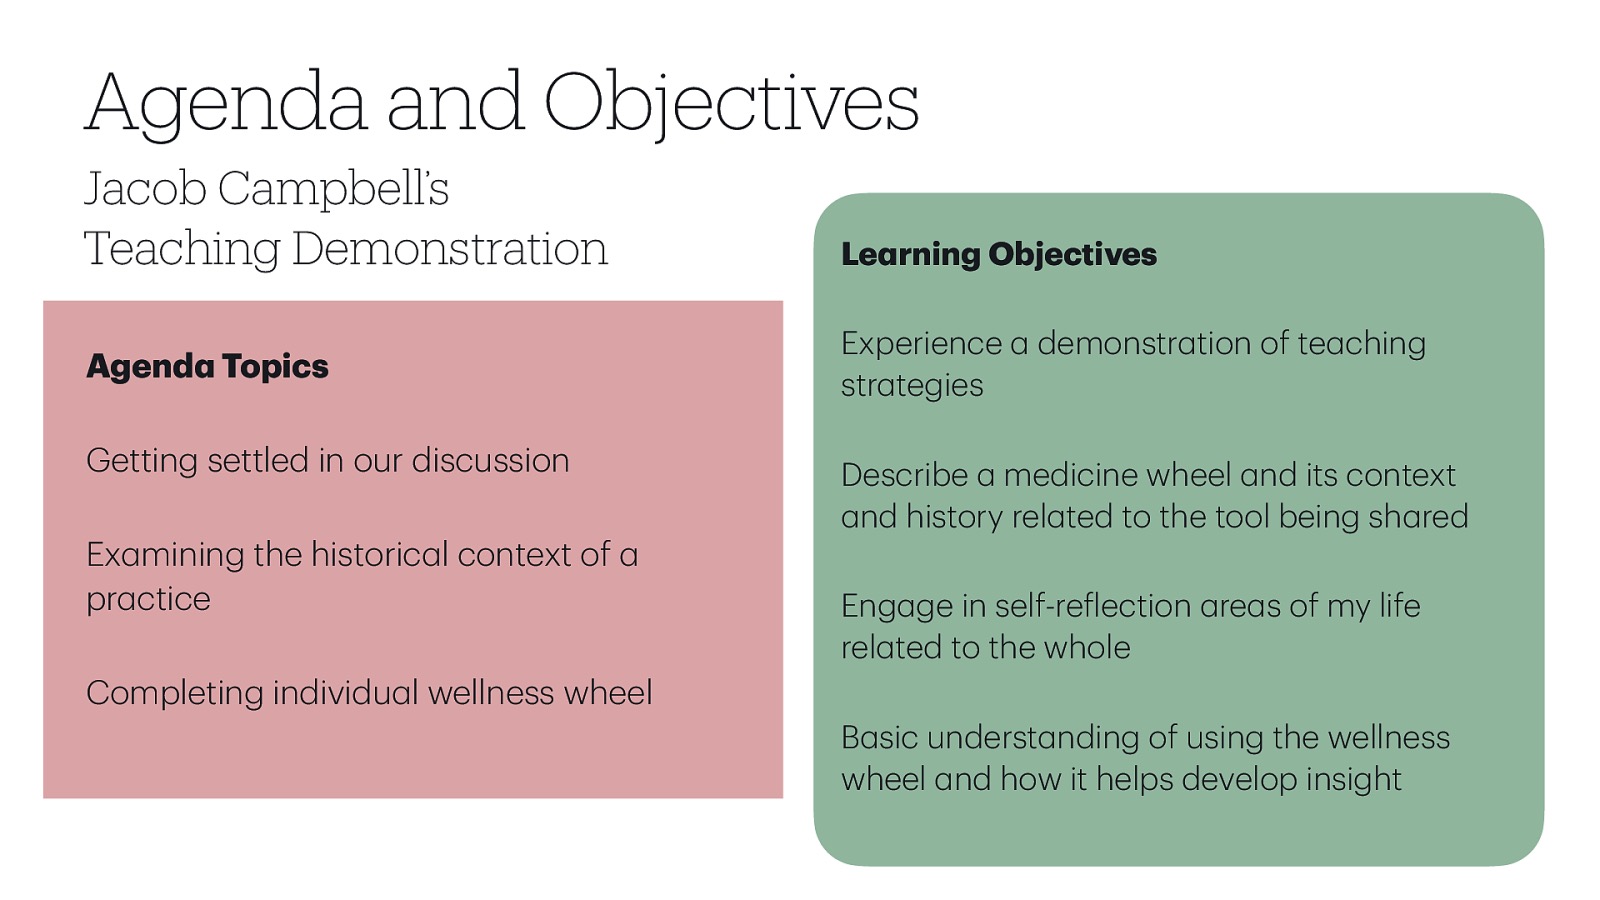 Agenda and Objectives
Jacob Campbell's
Teaching Demonstration
Agenda Topics
Getting settled in our discussion
Examining the historical context of a
practice
Completing individual wellness wheel
Learning Objectives
Experience a demonstration of teaching
strategies
Describe a medicine wheel and its context
and history related to the tool being shared
Engage in self-reflection areas of my life
related to the whole
Basic understanding of using the wellness
wheel and how it helps develop insight